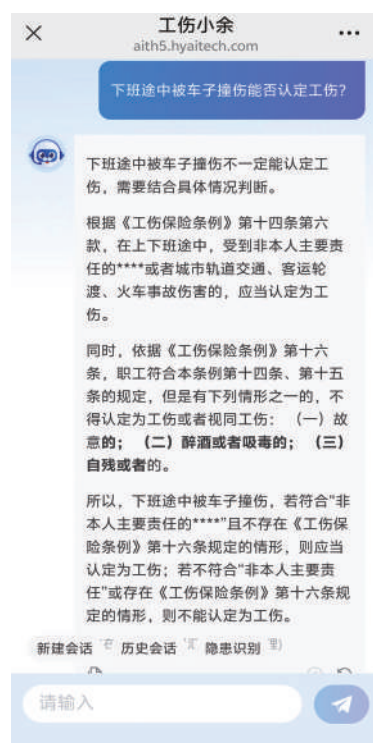 工伤小余
aith5.hyaitech.com
下班途中被车子撞伤能否认定工伤?
下班途中被车子撞伤不一定能认定工
伤，需要结合具体情况判断。
根据《工伤保险条例》第十四条第六
款，在上下班途中，受到非本人主要责
任的****或者城市轨道交通、客运轮
渡、火车事故伤害的，应当认定为工
伤。
同时，依据《工伤保险条例》第十六
条，职工符合本条例第十四条、第十五
条的规定，但是有下列情形之一的，不
得认定为工伤或者视同工伤：（一）故
意的；（二）醉酒或者吸毒的；（三）
自残或者的。
所以，下班途中被车子撞伤，若符合“非
本人主要责任的****”且不存在《工伤保
险条例》第十六条规定的情形，则应当
认定为工伤；若不符合“非本人主要责
任”或存在《工伤保险条例》第十六条规
定的情形，则不能认定为工伤。
新建会话 历史会话 隐患识别
请输入